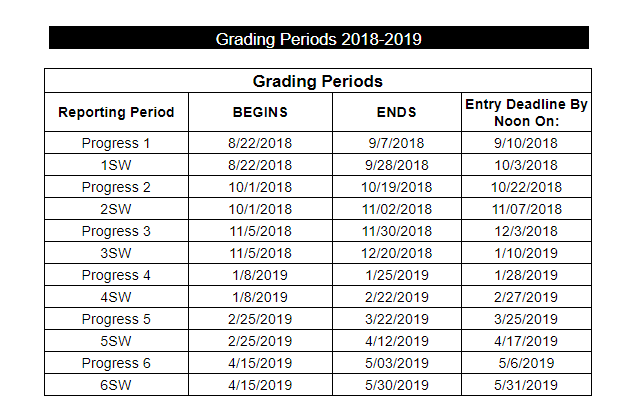 Grading Periods 2018-2019
Grading Periods
Reporting Period BEGINS ENDS Entry Deadline By Noon On:
Progress 1 8/22/2018 9/7/2018 9/10/2018
1SW 8/22/2018 9/28/2018 10/3/2018
Progress 2 10/1/2018 10/19/2018 10/22/2018
2SW 10/1/2018 11/02/2018 11/07/2018
Progress 3 11/5/2018 11/30/2018 12/3/2018
3SW 11/5/2018 12/20/2018 1/10/2019
Progress 4 1/8/2019 1/25/2019 1/28/2019
4SW 1/8/2019 2/22/2019 2/27/2019
Progress 5 2/25/2019 3/22/2019 3/25/2019
5SW 2/25/2019 4/12/2019 4/17/2019
Progress 6 4/15/2019 5/03/2019 5/6/2019
6SW 4/15/2019 5/30/2019 5/31/2019